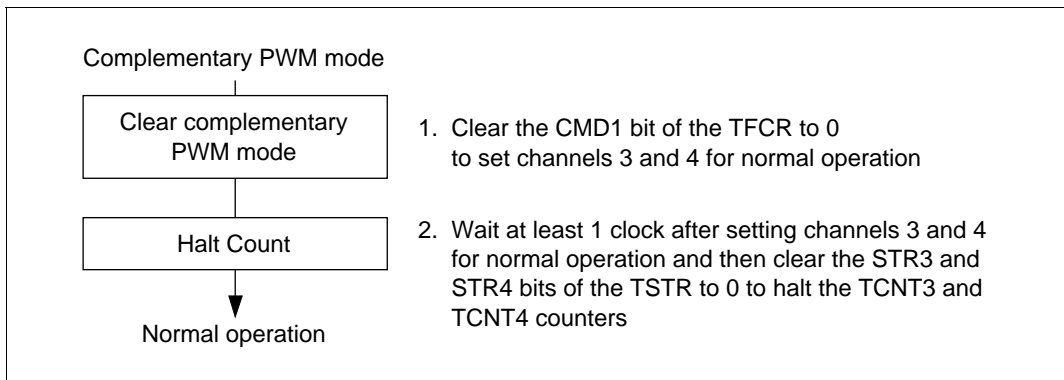 Complementary PWM mode
Clear complementary
PWM mode
1. Clear the CMD1 bit of the TFCR to 0
to set channels 3 and 4 for normal operation
Halt Count
2. Wait at least 1 clock after setting channels 3 and 4
for normal operation and then clear the STR3 and
STR4 bits of the TSTR to 0 to halt the TCNT3 and
TCNT4 counters
Normal operation